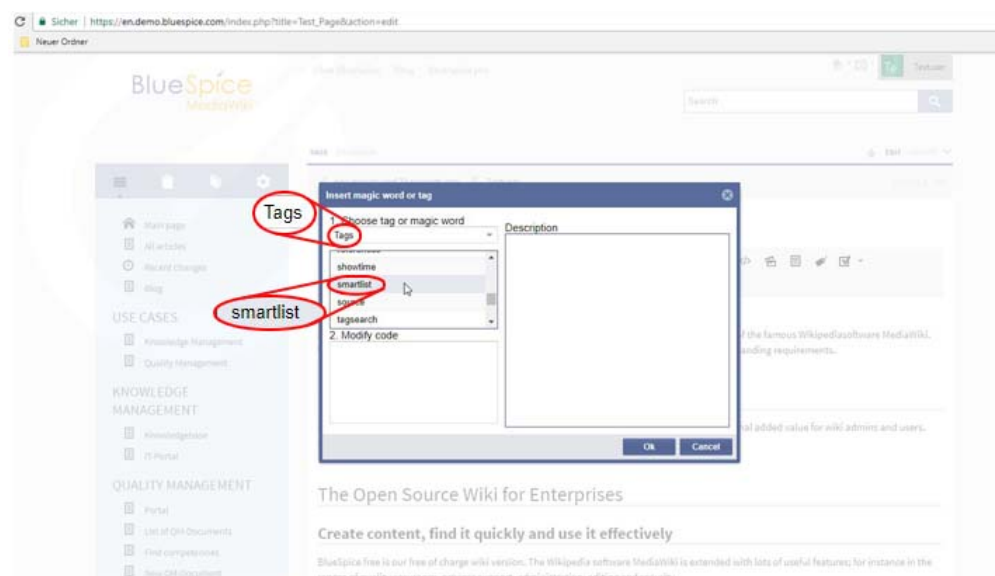 Sicher | https://en.demo.bluespice.com/index.php?title=Test_Page&action=edit
Neuer Ordner
BlueSpice
MediaWiki
Testuser
Search
Insert magic word or tag
Tags
1. Choose tag or magic word
Tags
Description
references
showtime
smartlist
smartlist
source
tagsearch
2. Modify code
Ok Cancel
Main page
All articles
Recent changes
Blog
USE CASES
Knowledge Management
Quality Management
KNOWLEDGE
MANAGEMENT
IT-Portal
QUALITY MANAGEMENT
Portal
List of QM-Documents
Find competences
New QM-Document
of the famous Wikipediasoftware MediaWiki.
anding requirements.
nal added value for wiki admins and users.
The Open Source Wiki for Enterprises
Create content, find it quickly and use it effectively
BlueSpice free is our free of charge wiki version. The Wikipedia software MediaWiki is extended with lots of useful features; for instance in the